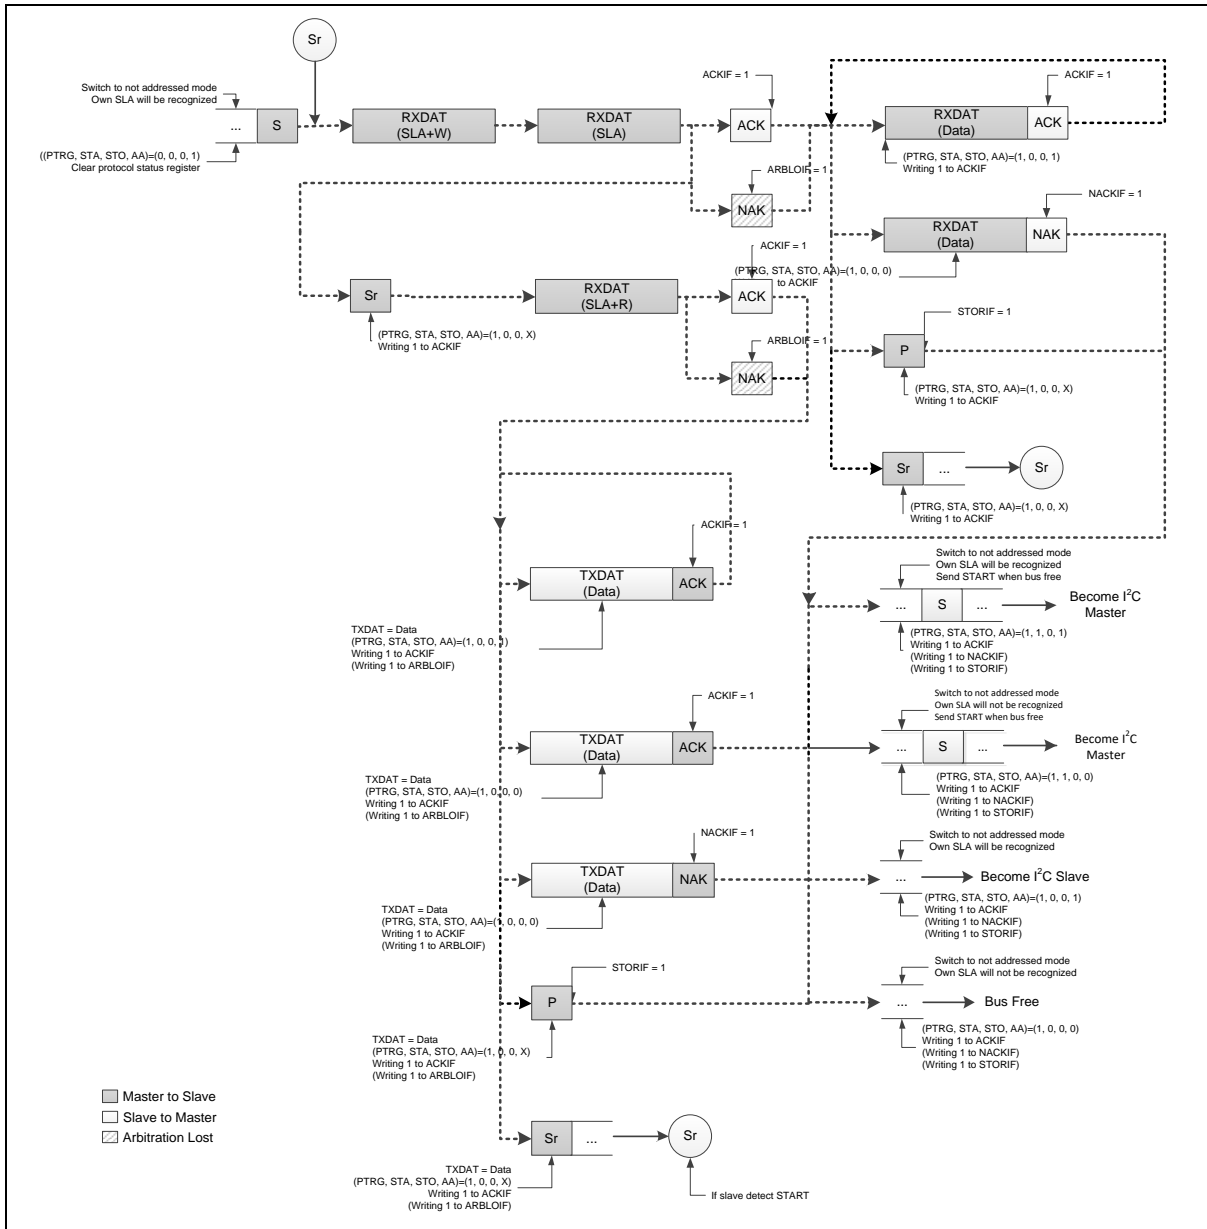 Sr
Switch to not addressed mode
Own SLA will be recognized
...
S
((PTRG, STA, STO, AA)=(0, 0, 0, 1)
Clear protocol status register
RXDAT
(SLA+W)
RXDAT
(SLA)
ACKIF = 1
ACK
ARBLOIF = 1
NAK
ACKIF = 1
RXDAT
(Data)
ACK
(PTRG, STA, STO, AA)=(1, 0, 0, 1)
Writing 1 to ACKIF
NACKIF = 1
RXDAT
(Data)
NAK
(PTRG, STA, STO, AA)=(1, 0, 0, 0)
to ACKIF
Sr
(PTRG, STA, STO, AA)=(1, 0, 0, X)
Writing 1 to ACKIF
RXDAT
(SLA+R)
ACKIF = 1
ACK
ARBLOIF = 1
NAK
STORIF = 1
P
(PTRG, STA, STO, AA)=(1, 0, 0, X)
Writing 1 to ACKIF
Sr
...
Sr
(PTRG, STA, STO, AA)=(1, 0, 0, X)
Writing 1 to ACKIF
ACKIF = 1
TXDAT
(Data)
ACK
TXDAT = Data
(PTRG, STA, STO, AA)=(1, 0, 0, 1)
Writing 1 to ACKIF
(Writing 1 to ARBLOIF)
Switch to not addressed mode
Own SLA will be recognized
Send START when bus free
...
S
...
Become I²C
Master
(PTRG, STA, STO, AA)=(1, 1, 0, 1)
Writing 1 to ACKIF
(Writing 1 to NACKIF)
(Writing 1 to STORIF)
ACKIF = 1
TXDAT
(Data)
ACK
TXDAT = Data
(PTRG, STA, STO, AA)=(1, 0, 0, 0)
Writing 1 to ACKIF
(Writing 1 to ARBLOIF)
Switch to not addressed mode
Own SLA will not be recognized
Send START when bus free
...
S
...
Become I²C
Master
(PTRG, STA, STO, AA)=(1, 1, 0, 0)
Writing 1 to ACKIF
(Writing 1 to NACKIF)
(Writing 1 to STORIF)
NACKIF = 1
TXDAT
(Data)
NAK
TXDAT = Data
(PTRG, STA, STO, AA)=(1, 0, 0, 0)
Writing 1 to ACKIF
(Writing 1 to ARBLOIF)
Switch to not addressed mode
Own SLA will be recognized
...
Become I²C Slave
(PTRG, STA, STO, AA)=(1, 0, 0, 1)
Writing 1 to ACKIF
(Writing 1 to NACKIF)
(Writing 1 to STORIF)
STORIF = 1
P
TXDAT = Data
(PTRG, STA, STO, AA)=(1, 0, 0, X)
Writing 1 to ACKIF
(Writing 1 to ARBLOIF)
Switch to not addressed mode
Own SLA will not be recognized
...
Bus Free
(PTRG, STA, STO, AA)=(1, 0, 0, 0)
Writing 1 to ACKIF
(Writing 1 to NACKIF)
(Writing 1 to STORIF)
Master to Slave
Slave to Master
Arbitration Lost
Sr
...
Sr
TXDAT = Data
(PTRG, STA, STO, AA)=(1, 0, 0, X)
Writing 1 to ACKIF
(Writing 1 to ARBLOIF)
If slave detect START